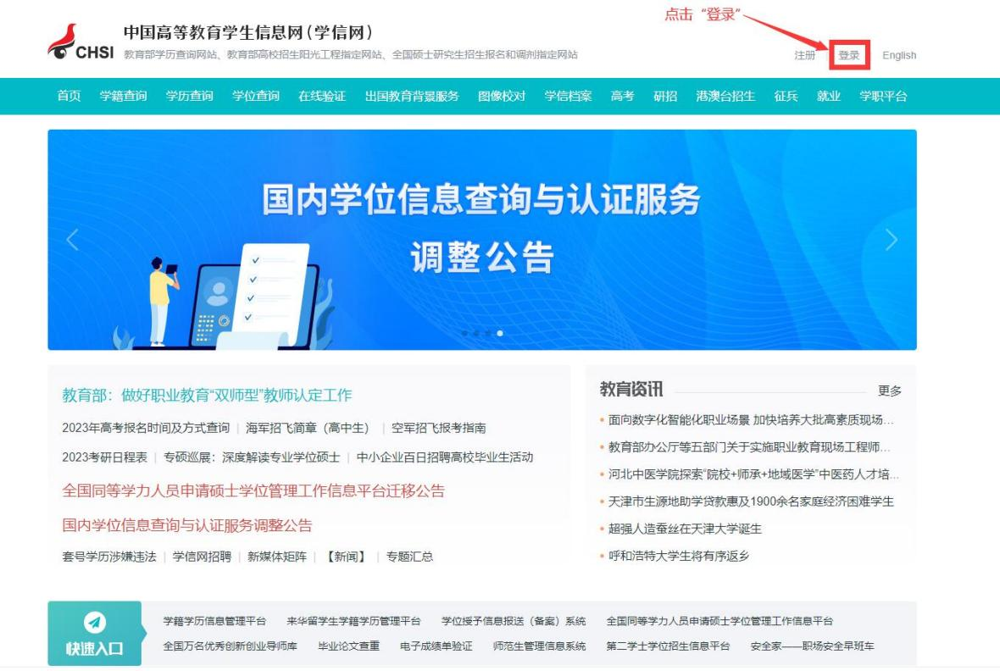 点击“登录”
中国高等教育学生信息网(学信网)
CHSI 教育部学历查询网站、教育部高校招生阳光工程指定网站、全国硕士研究生招生报名和调剂指定网站
注册 登录 English
首页 学籍查询 学历查询 学位查询 在线验证 出国教育背景服务 图像校对 学信档案 高考 研招 港澳台招生 征兵 就业 学职平台
国内学位信息查询与认证服务
调整公告
教育部：做好职业教育“双师型”教师认定工作
2023年高考报名时间及方式查询 | 海军招飞简章（高中生） | 空军招飞报考指南
2023考研日程表 | 专硕巡展：深度解读专业学位硕士 | 中小企业百日招聘高校毕业生活动
全国同等学力人员申请硕士学位管理工作信息平台迁移公告
国内学位信息查询与认证服务调整公告
套号学历涉嫌违法 | 学信网招聘 | 新媒体矩阵 | 【新闻】 | 专题汇总
教育资讯 更多
面向数字化智能化职业场景 加快培养大批高素质现场...
教育部办公厅等五部门关于实施职业教育现场工程师...
河北中医学院探索“院校+师承+地域医学”中医药人才培...
天津市生源地助学贷款惠及1900余名家庭经济困难学生
超强人造蚕丝在天津大学诞生
呼和浩特大学生将有序返乡
快速入口
学籍学历信息管理平台 来华留学生学籍学历管理平台 学位授予信息报送（备案）系统 全国同等学力人员申请硕士学位管理工作信息平台
全国万名优秀创新创业导师库 毕业论文查重 电子成绩单验证 师范生管理信息系统 第二学士学位招生信息平台 安全家——职场安全早班车